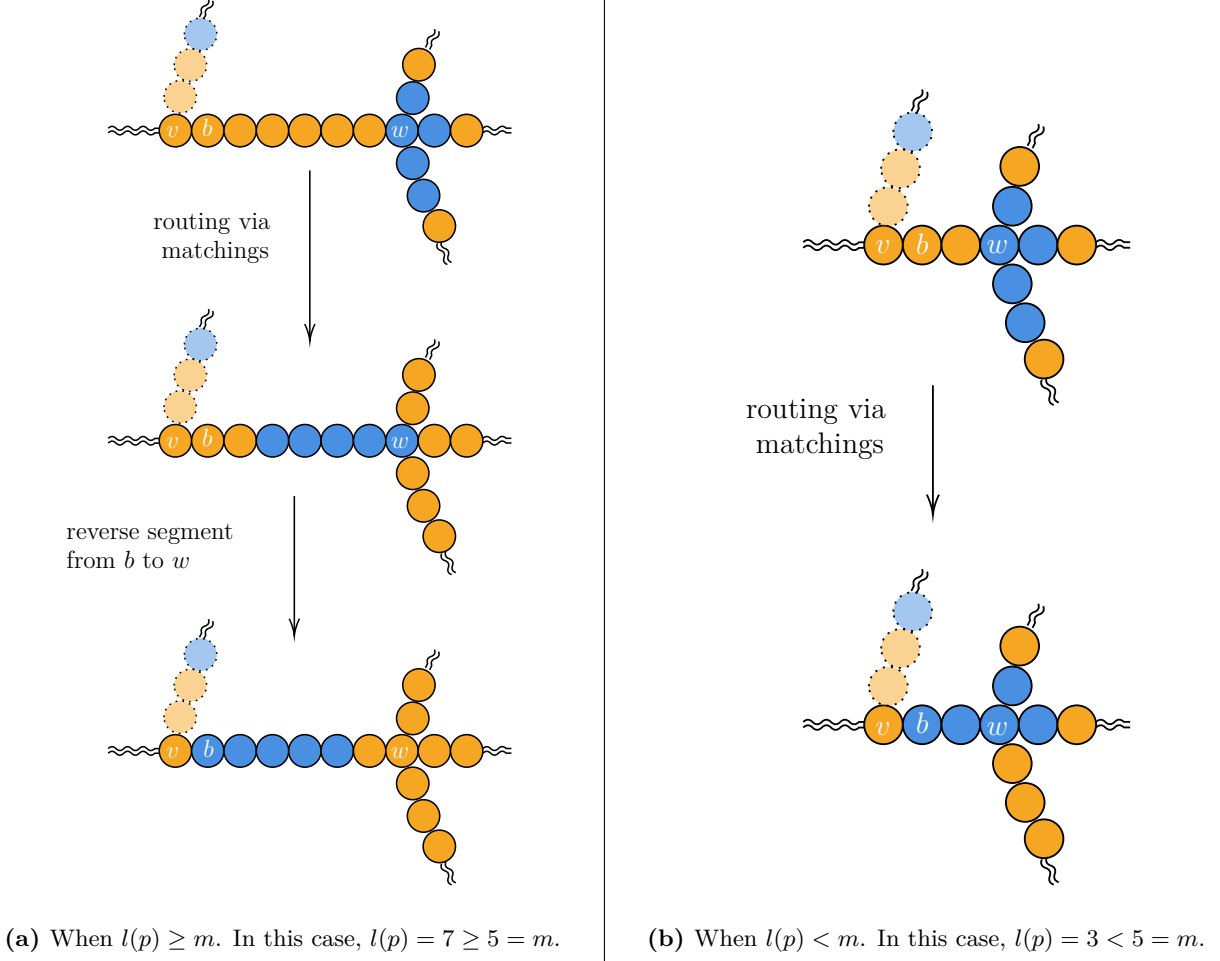 v b w
routing via
matchings
v b w
reverse segment
from b to w
v b w
(a) When l(p) ≥ m. In this case, l(p) = 7 ≥ 5 = m.
v b w
routing via
matchings
v b w
(b) When l(p) < m. In this case, l(p) = 3 < 5 = m.